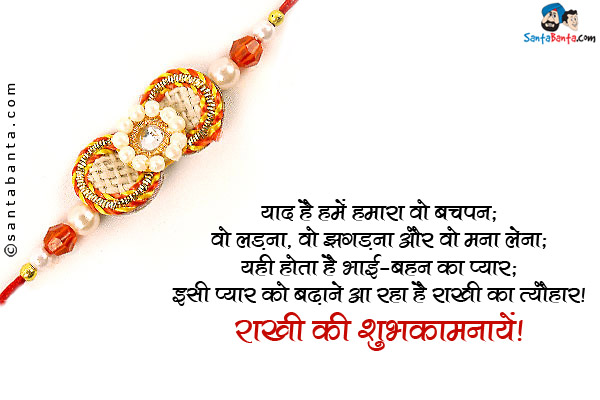 SantaBanta.com
©santabanta.com
याद है हमें हमारा वो बचपन;
वो लड़ना, वो झगड़ना और वो मना लेना;
यही होता है भाई-बहन का प्यार;
इसी प्यार को बढ़ाने आ रहा है राखी का त्यौहार!
राखी की शुभकामनायें!